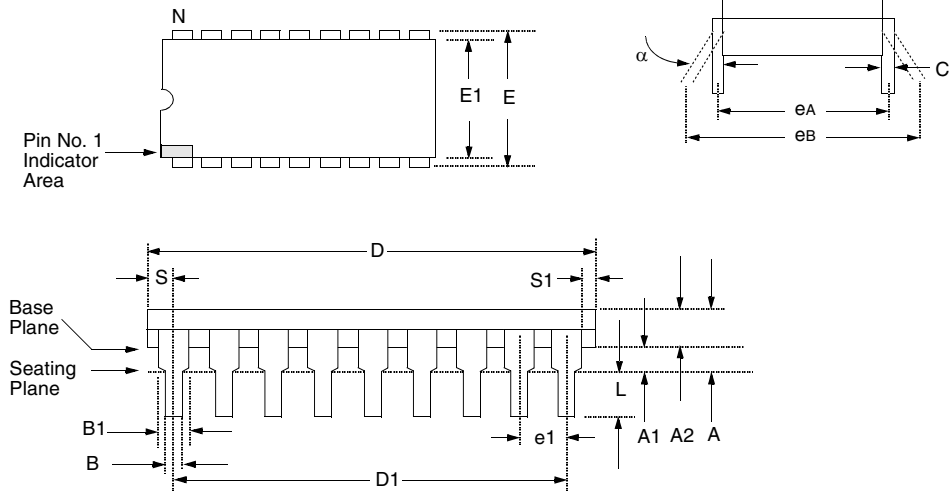 N
E1
E
Pin No. 1
Indicator
Area
α
C
eA
eB
D
S
S1
Base
Plane
Seating
Plane
L
B1
e1
A1
A2
A
B
D1